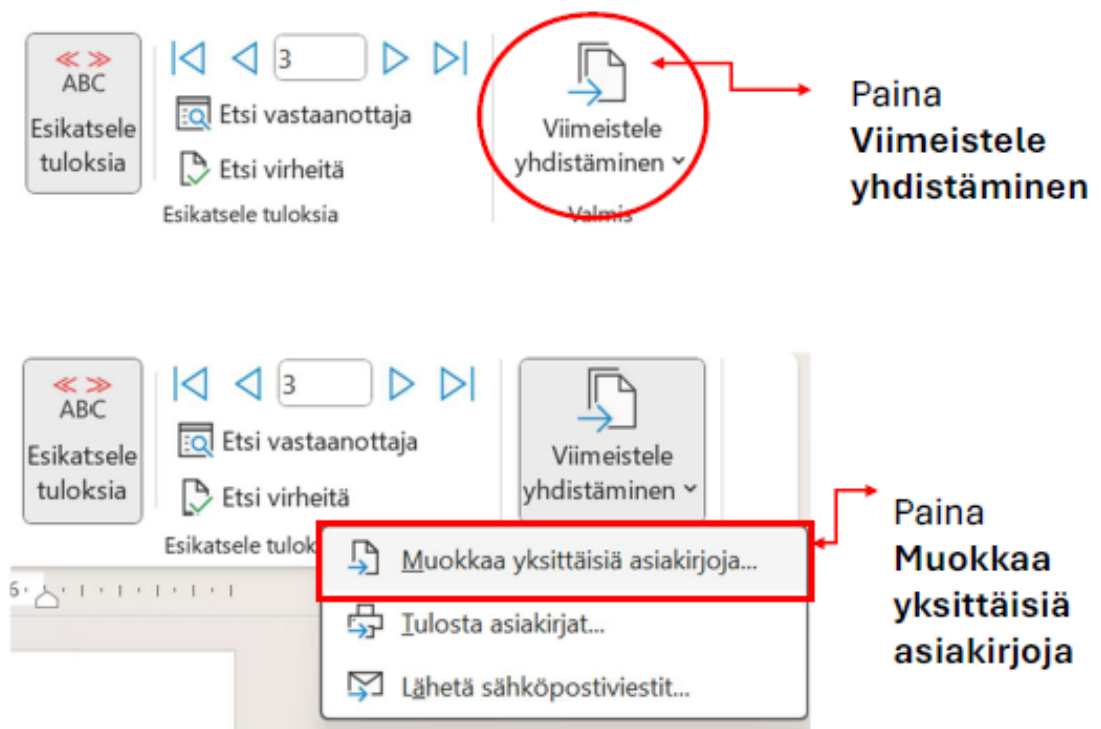 ABC
Esikatsele
tuloksia
3
Etsi vastaanottaja
Etsi virheitä
Esikatsele tuloksia
Viimeistele
yhdistäminen
Valmis
Paina
Viimeistele
yhdistäminen
ABC
Esikatsele
tuloksia
3
Etsi vastaanottaja
Etsi virheitä
Esikatsele tulok
Viimeistele
yhdistäminen
Muokkaa yksittäisiä asiakirjoja...
Tulosta asiakirjat...
Lähetä sähköpostiviestit...
6
Paina
Muokkaa
yksittäisiä
asiakirjoja